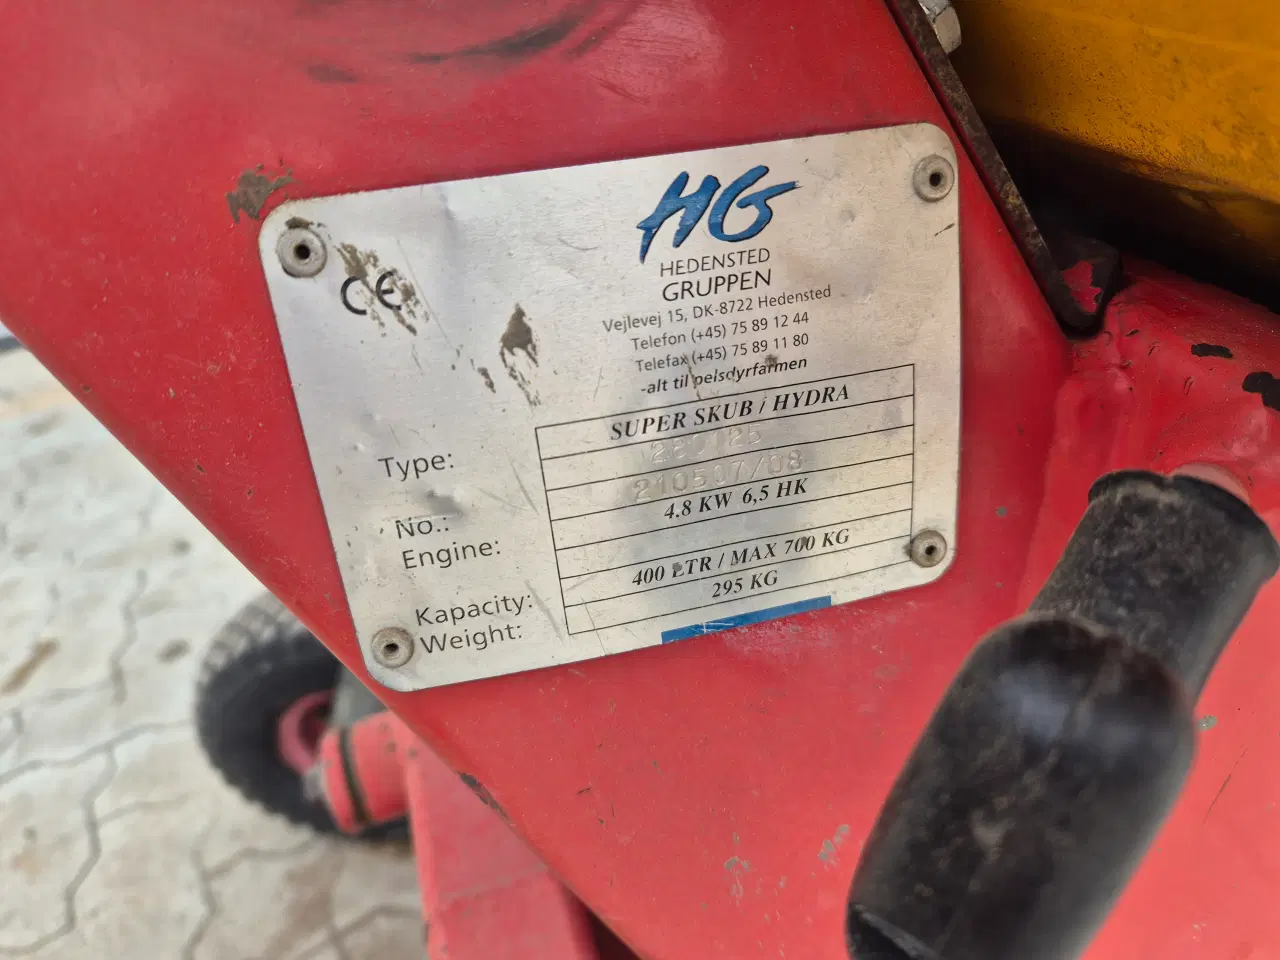 HG
HEDENSTED
GRUPPEN
Vejlevej 15, DK-8722 Hedensted
Telefon (+45) 75 89 12 44
Telefax (+45) 75 89 11 80
-alt til pelsdyrfarmen
CE
SUPER SKUB / HYDRA
Type: 280125
No.: 210507/08
Engine: 4.8 KW 6,5 HK
Kapacity: 400 LTR / MAX 700 KG
Weight: 295 KG